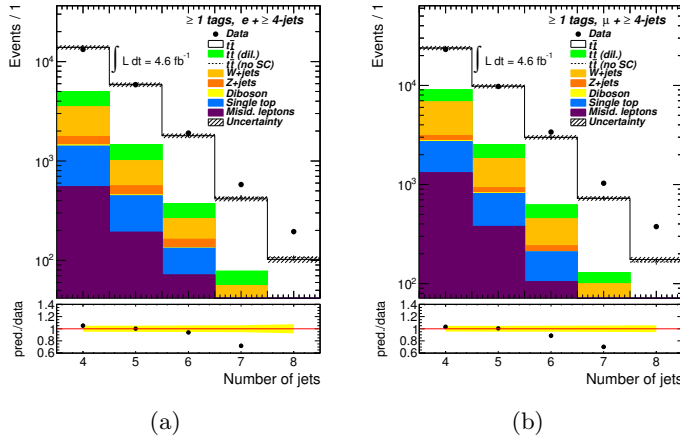 ≥ 1 tags, e + ≥ 4-jets
Events / 1
∫ L dt = 4.6 fb⁻¹
Data
tt̄
tt̄ (dil.)
tt̄ (no SC)
W+jets
Z+jets
Diboson
Single top
Misid. leptons
Uncertainty
10⁴
10³
10²
pred./data
1.4
1.2
1
0.8
0.6
4 5 6 7 8
Number of jets
(a)
≥ 1 tags, μ + ≥ 4-jets
Events / 1
∫ L dt = 4.6 fb⁻¹
Data
tt̄
tt̄ (dil.)
tt̄ (no SC)
W+jets
Z+jets
Diboson
Single top
Misid. leptons
Uncertainty
10⁴
10³
10²
pred./data
1.4
1.2
1
0.8
0.6
4 5 6 7 8
Number of jets
(b)